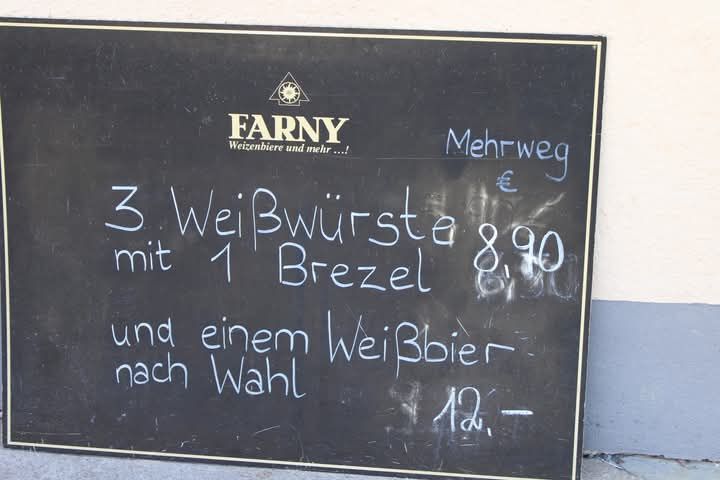 FARNY
Weizenbiere und mehr ...!
Mehrweg
€
3 Weißwürste 8,90
mit 1 Brezel
und einem Weißbier
nach Wahl
12,-